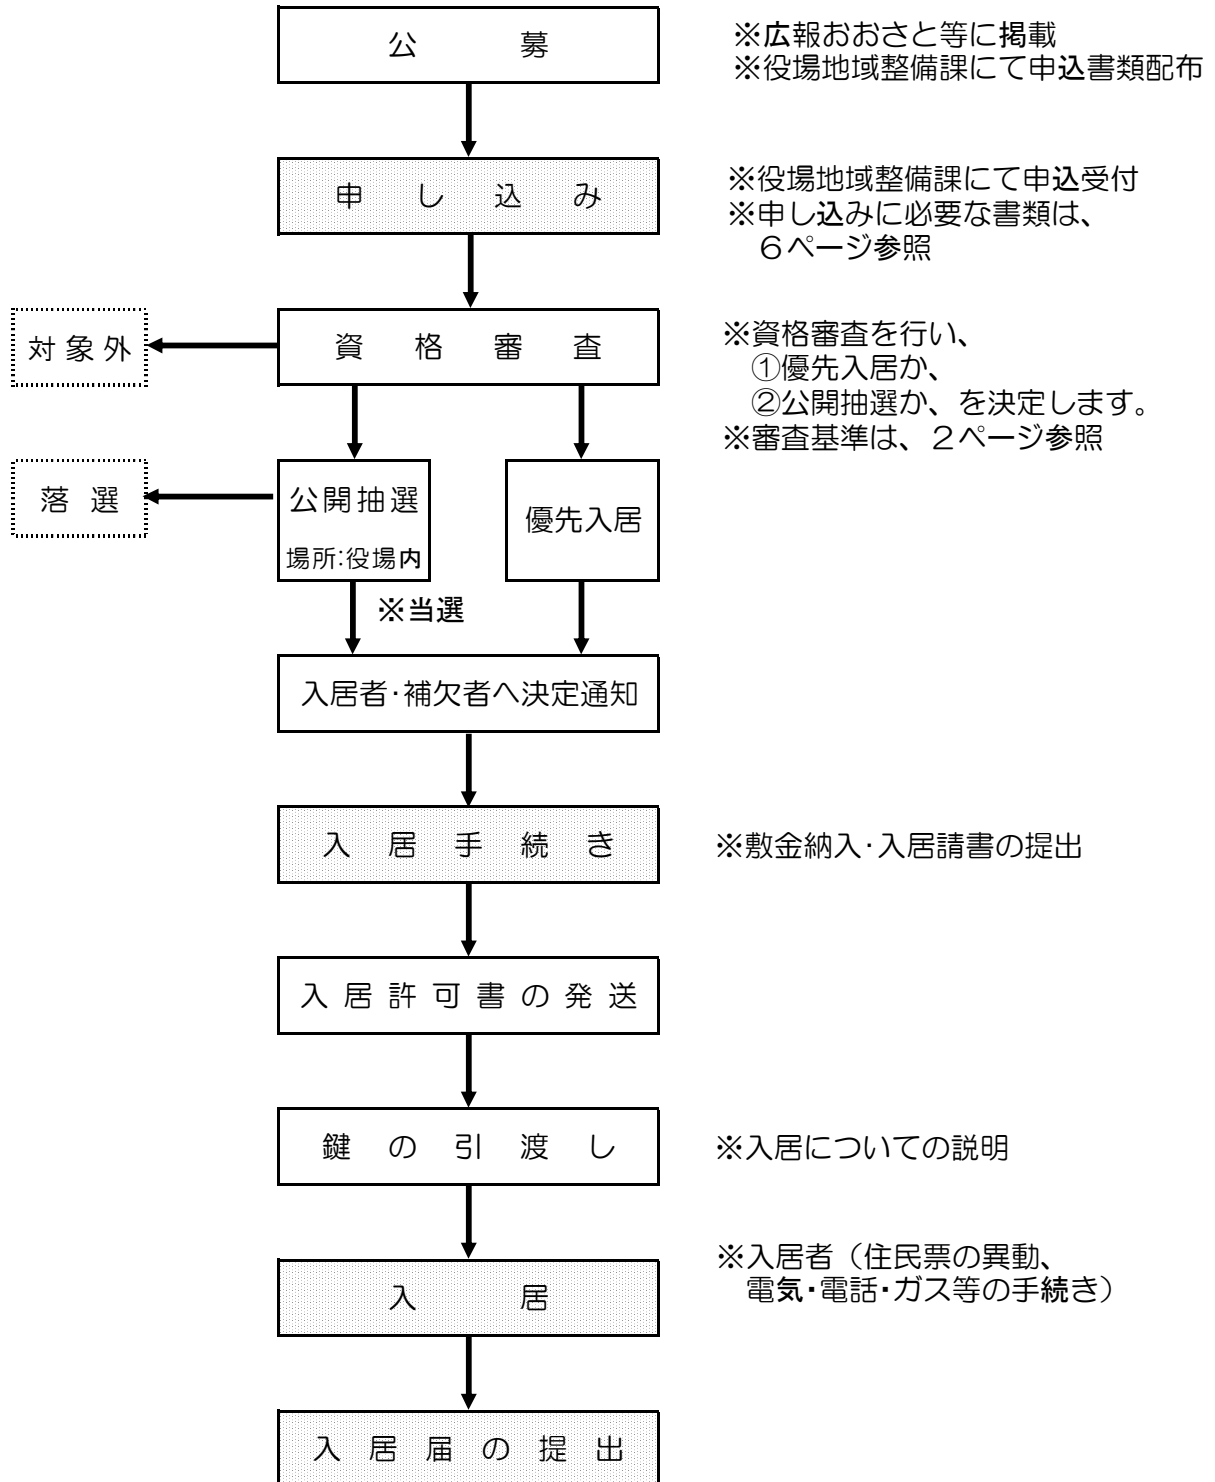 公募
※広報おおさと等に掲載
※役場地域整備課にて申込書類配布
申し込み
※役場地域整備課にて申込受付
※申し込みに必要な書類は、
６ページ参照
対象外
資格審査
※資格審査を行い、
①優先入居か、
②公開抽選か、を決定します。
※審査基準は、２ページ参照
落選
公開抽選
場所:役場内
優先入居
※当選
入居者・補欠者へ決定通知
入居手続き
※敷金納入・入居請書の提出
入居許可書の発送
鍵の引渡し
※入居についての説明
入居
※入居者（住民票の異動、
電気・電話・ガス等の手続き）
入居届の提出